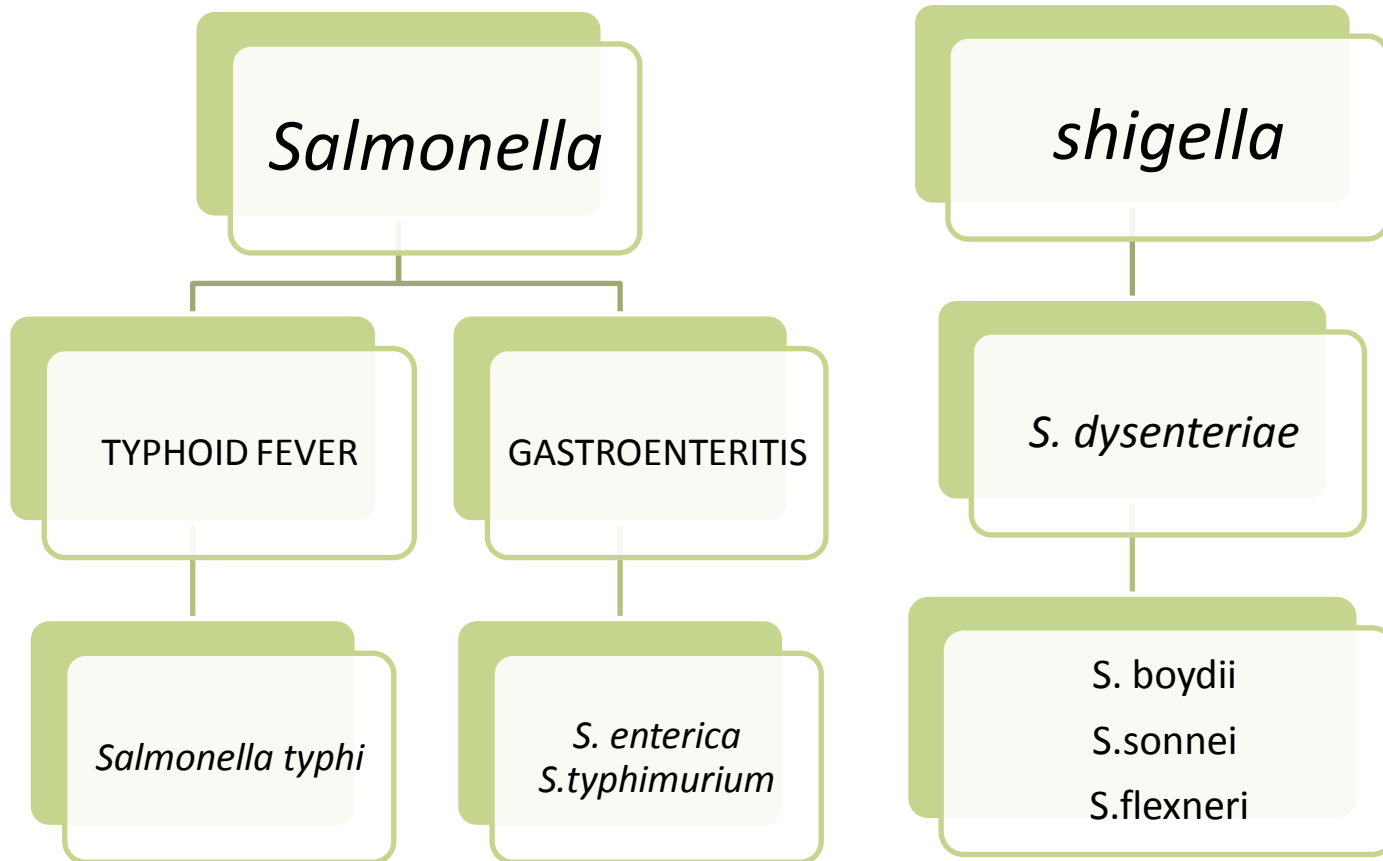 Salmonella
TYPHOID FEVER
Salmonella typhi
GASTROENTERITIS
S. enterica
S.typhimurium
shigella
S. dysenteriae
S. boydii
S.sonnei
S.flexneri